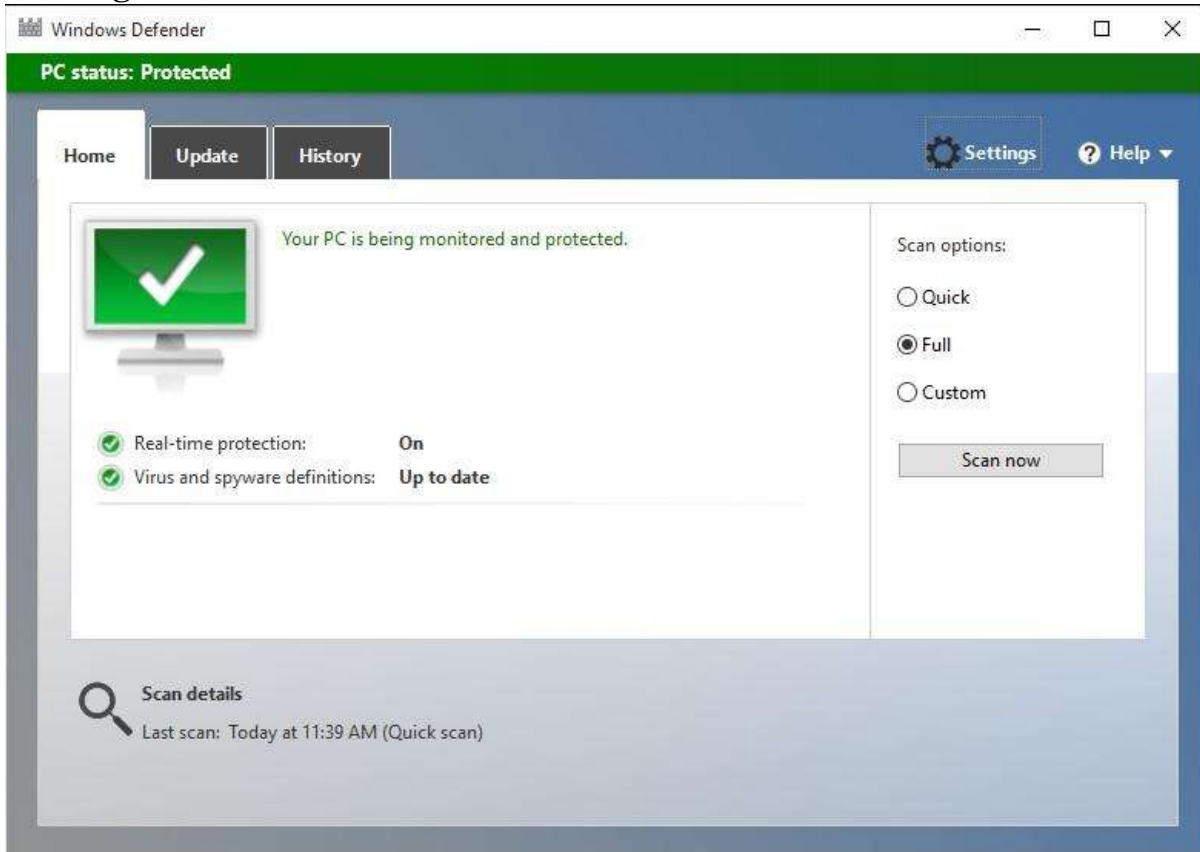 Windows Defender
PC status: Protected
Home Update History Settings Help
Your PC is being monitored and protected.
Scan options:
Quick
Full
Custom
Scan now
Real-time protection: On
Virus and spyware definitions: Up to date
Scan details
Last scan: Today at 11:39 AM (Quick scan)